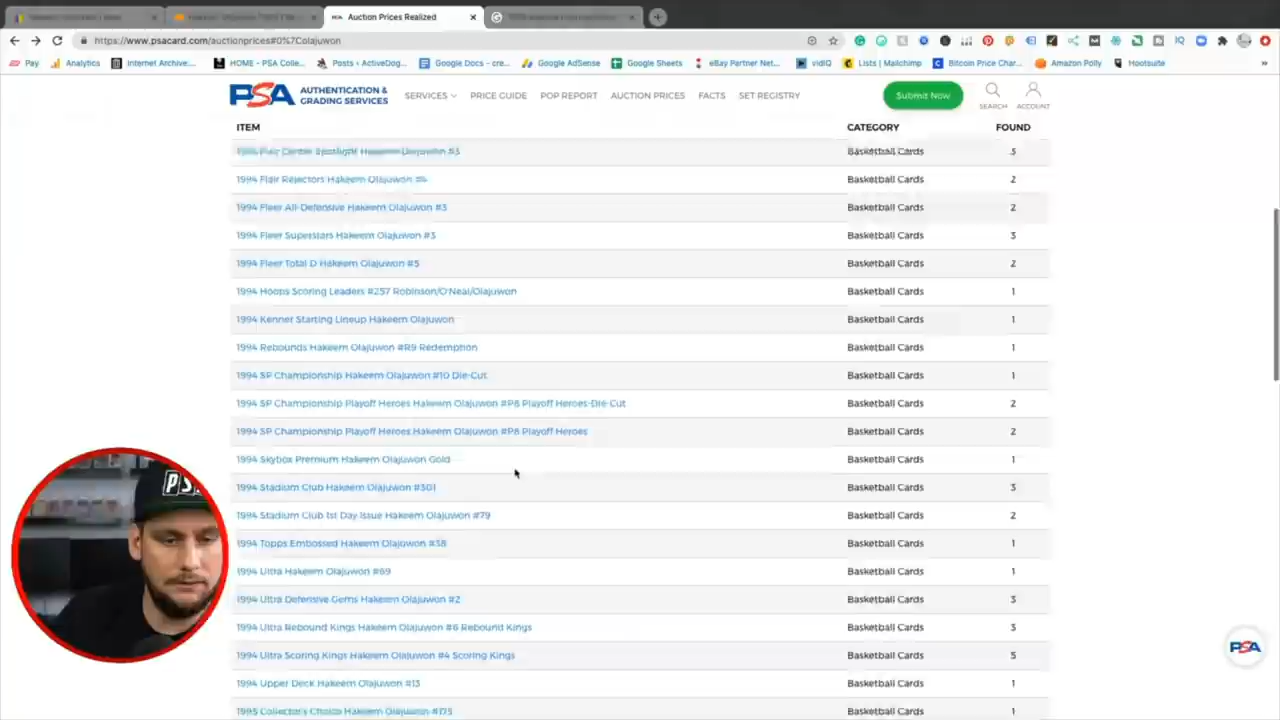 Auction Prices Realized
https://www.psacard.com/auctionprices#0%7Colajuwon
Pay Analytics Internet Archive:... HOME - PSA Colle... Posts ‹ ActiveDog... Google Docs - cre... Google AdSense Google Sheets eBay Partner Net... vidIQ Lists | Mailchimp Bitcoin Price Char... Amazon Polly Hootsuite
PSA AUTHENTICATION & GRADING SERVICES SERVICES PRICE GUIDE POP REPORT AUCTION PRICES FACTS SET REGISTRY Submit Now SEARCH ACCOUNT
ITEM CATEGORY FOUND
1994 Flair Center Spotlight Hakeem Olajuwon #3 Basketball Cards 3
1994 Flair Rejectors Hakeem Olajuwon #4 Basketball Cards 2
1994 Fleer All-Defensive Hakeem Olajuwon #3 Basketball Cards 2
1994 Fleer Superstars Hakeem Olajuwon #3 Basketball Cards 3
1994 Fleer Total D Hakeem Olajuwon #5 Basketball Cards 2
1994 Hoops Scoring Leaders #257 Robinson/O'Neal/Olajuwon Basketball Cards 1
1994 Kenner Starting Lineup Hakeem Olajuwon Basketball Cards 1
1994 Rebounds Hakeem Olajuwon #R9 Redemption Basketball Cards 1
1994 SP Championship Hakeem Olajuwon #10 Die-Cut Basketball Cards 1
1994 SP Championship Playoff Heroes Hakeem Olajuwon #P8 Playoff Heroes-Die-Cut Basketball Cards 2
1994 SP Championship Playoff Heroes Hakeem Olajuwon #P8 Playoff Heroes Basketball Cards 2
1994 Skybox Premium Hakeem Olajuwon Gold Basketball Cards 1
1994 Stadium Club Hakeem Olajuwon #301 Basketball Cards 3
1994 Stadium Club 1st Day Issue Hakeem Olajuwon #79 Basketball Cards 2
1994 Topps Embossed Hakeem Olajuwon #38 Basketball Cards 1
1994 Ultra Hakeem Olajuwon #69 Basketball Cards 1
1994 Ultra Defensive Gems Hakeem Olajuwon #2 Basketball Cards 3
1994 Ultra Rebound Kings Hakeem Olajuwon #6 Rebound Kings Basketball Cards 3
1994 Ultra Scoring Kings Hakeem Olajuwon #4 Scoring Kings Basketball Cards 5
1994 Upper Deck Hakeem Olajuwon #13 Basketball Cards 1
1995 Collector's Choice Hakeem Olajuwon #173 Basketball Cards 1
PSA